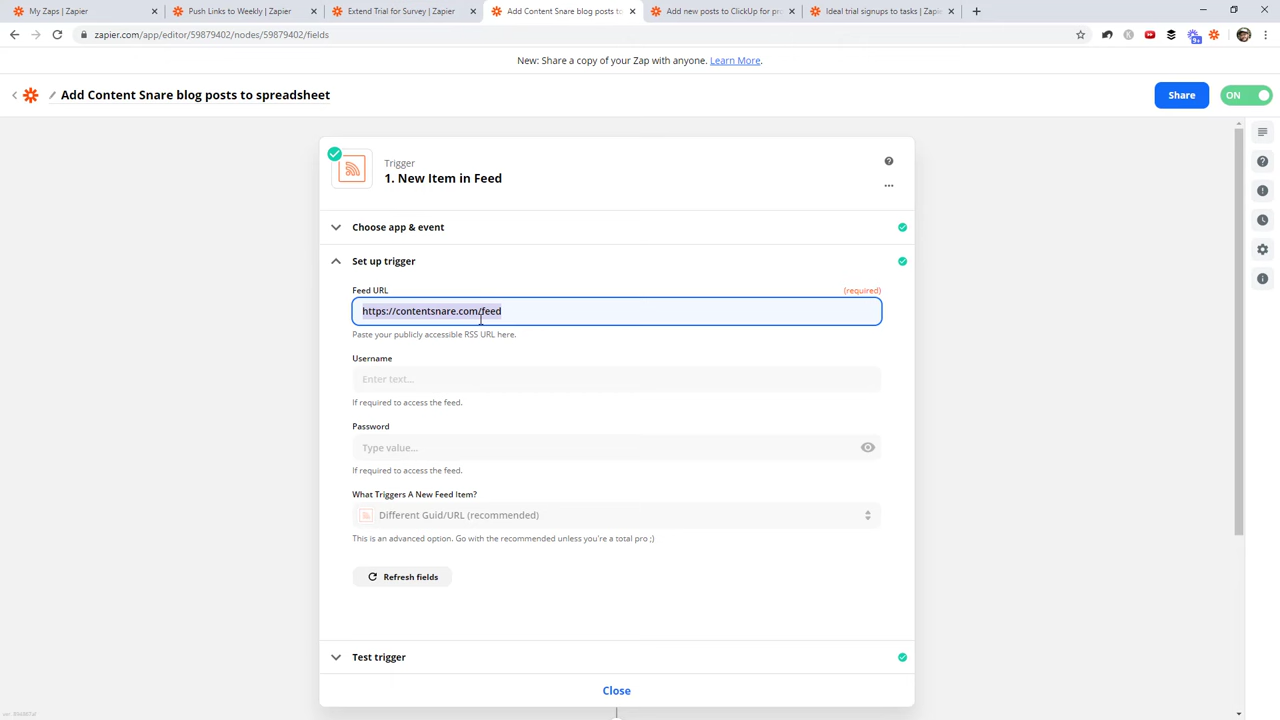 My Zaps | Zapier
Push Links to Weekly | Zapier
Extend Trial for Survey | Zapier
Add Content Snare blog posts to
Add new posts to ClickUp for pr
Ideal trial signups to tasks | Za
zapier.com/app/editor/59879402/nodes/59879402/fields
9+
New: Share a copy of your Zap with anyone. Learn More.
Add Content Snare blog posts to spreadsheet
Share
ON
Trigger
1. New Item in Feed
Choose app & event
Set up trigger
Feed URL
(required)
https://contentsnare.com/feed
Paste your publicly accessible RSS URL here.
Username
Enter text...
If required to access the feed.
Password
Type value...
If required to access the feed.
What Triggers A New Feed Item?
Different Guid/URL (recommended)
This is an advanced option. Go with the recommended unless you're a total pro ;)
Refresh fields
Test trigger
Close